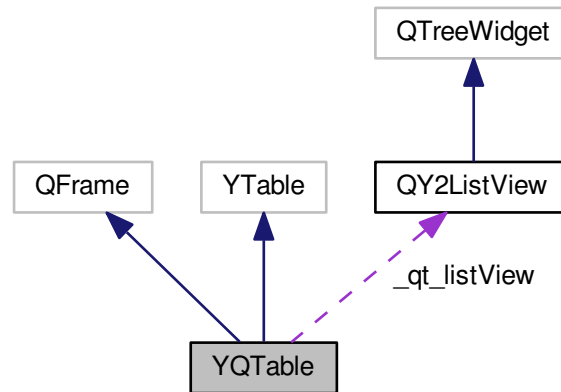 QTreeWidget
QFrame
YTable
QY2ListView
_qt_listView
YQTable